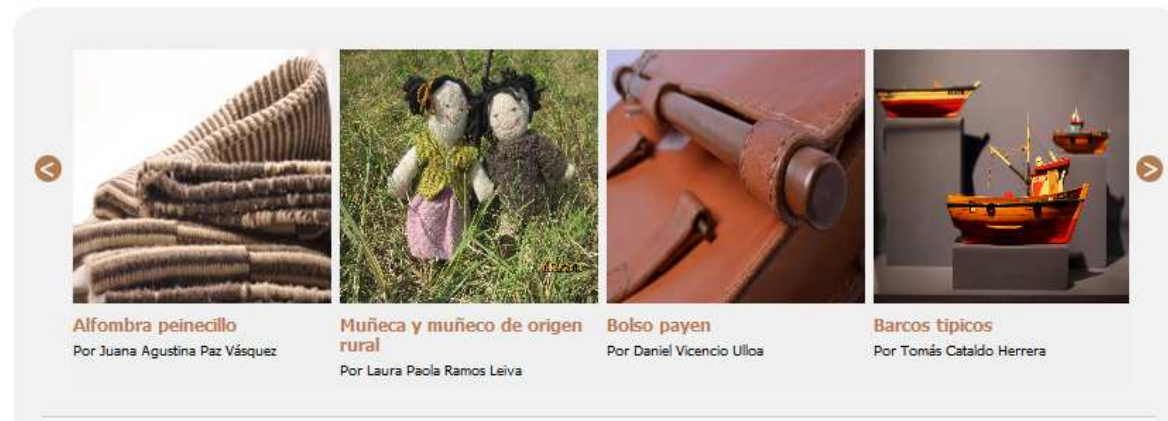 <
>
Alfombra peinecillo
Por Juana Agustina Paz Vásquez
Muñeca y muñeco de origen
rural
Por Laura Paola Ramos Leiva
Bolso payen
Por Daniel Vicencio Ulloa
Barcos tipicos
Por Tomás Cataldo Herrera